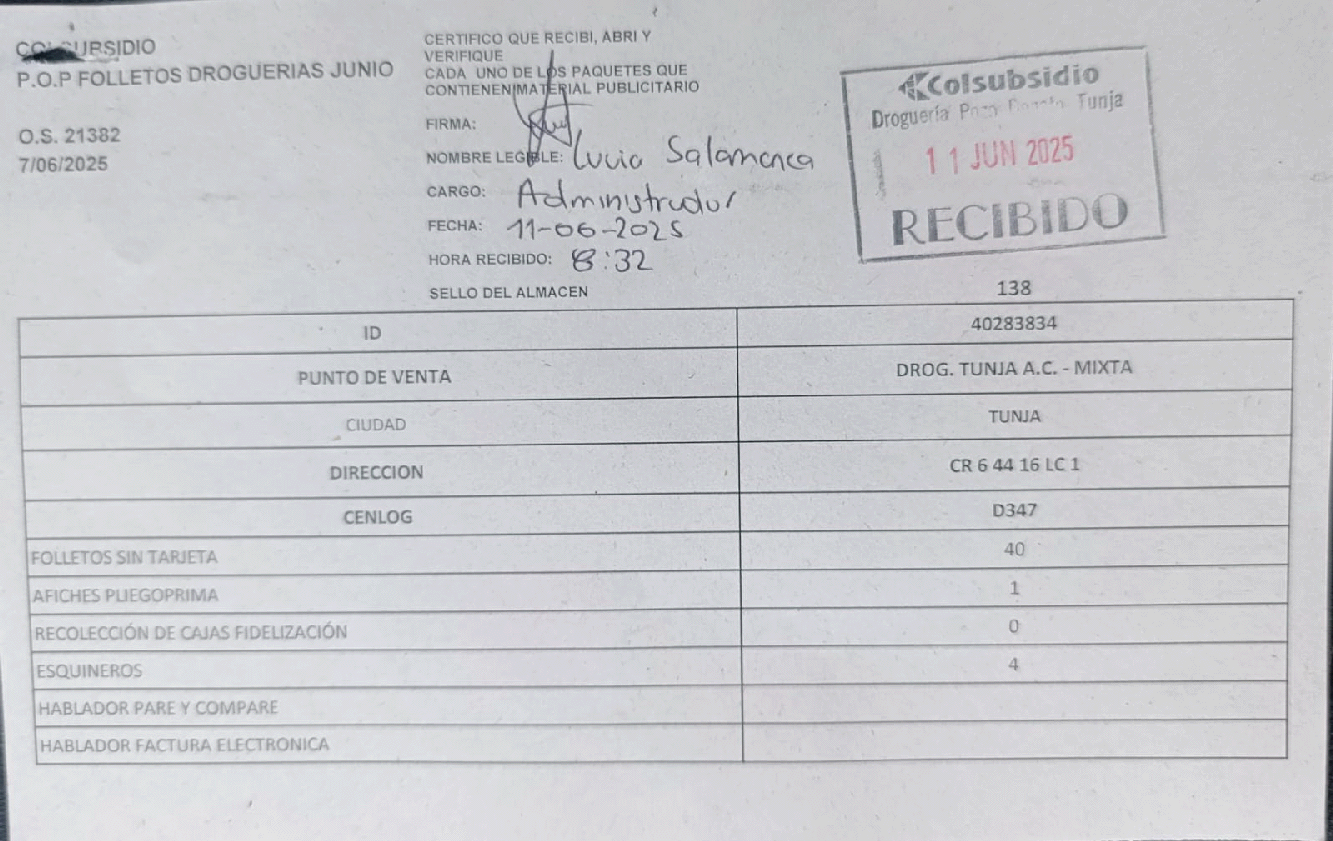 COLSUBSIDIO
P.O.P FOLLETOS DROGUERIAS JUNIO
O.S. 21382
7/06/2025
CERTIFICO QUE RECIBI, ABRI Y
VERIFIQUE
CADA UNO DE LOS PAQUETES QUE
CONTIENEN MATERIAL PUBLICITARIO
FIRMA:
NOMBRE LEGIBLE: Lucia Salamanca
CARGO: Administrador
FECHA: 11-06-2025
HORA RECIBIDO: 8:32
SELLO DEL ALMACEN
Colsubsidio
Droguería Pozo Tunja
11 JUN 2025
RECIBIDO
138
ID 40283834
PUNTO DE VENTA DROG. TUNJA A.C. - MIXTA
CIUDAD TUNJA
DIRECCION CR 6 44 16 LC 1
CENLOG D347
FOLLETOS SIN TARJETA 40
AFICHES PLIEGOPRIMA 1
RECOLECCIÓN DE CAJAS FIDELIZACIÓN 0
ESQUINEROS 4
HABLADOR PARE Y COMPARE
HABLADOR FACTURA ELECTRONICA